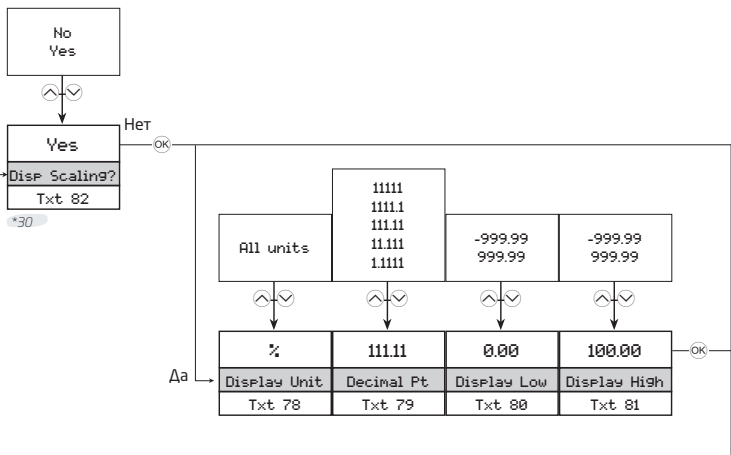 No
Yes
Нет
Yes
OK
Disp Scaling?
Txt 82
*30
All units
11111
1111.1
111.11
11.111
1.1111
-999.99
999.99
-999.99
999.99
%
111.11
0.00
100.00
OK
Да
Display Unit
Decimal Pt
Display Low
Display High
Txt 78
Txt 79
Txt 80
Txt 81